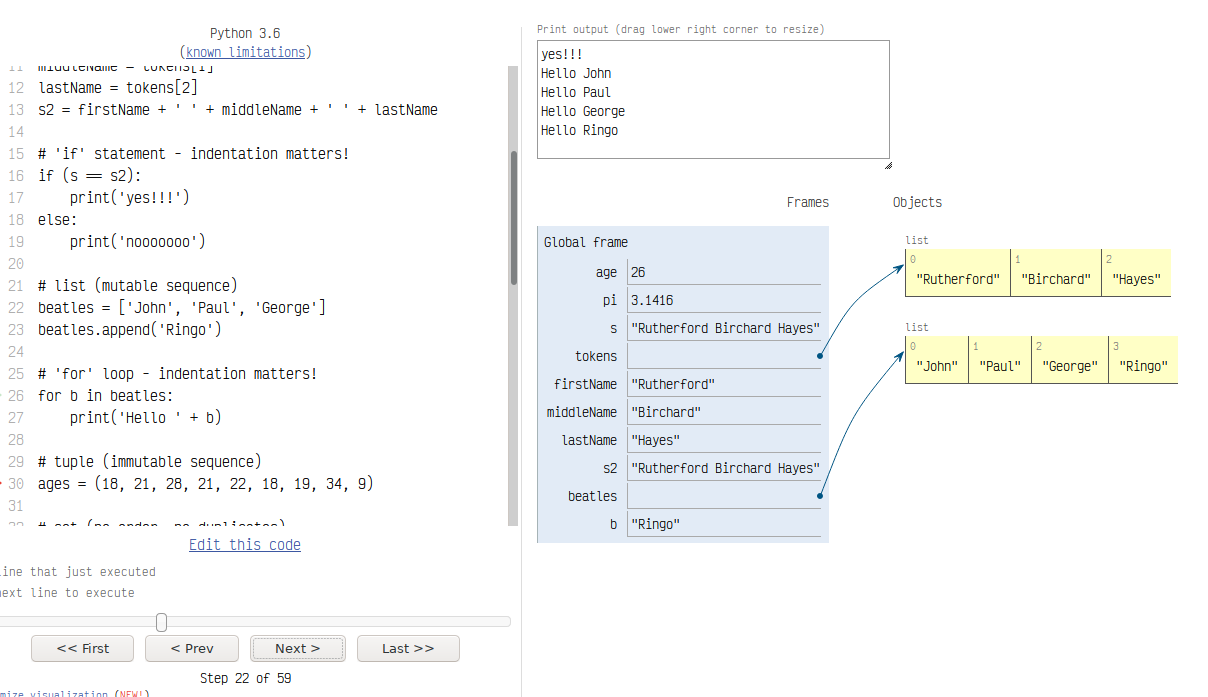 Python 3.6
(known limitations)
11 middleName = tokens[1]
12 lastName = tokens[2]
13 s2 = firstName + ' ' + middleName + ' ' + lastName
14
15 # 'if' statement - indentation matters!
16 if (s == s2):
17     print('yes!!!')
18 else:
19     print('nooooooo')
20
21 # list (mutable sequence)
22 beatles = ['John', 'Paul', 'George']
23 beatles.append('Ringo')
24
25 # 'for' loop - indentation matters!
26 for b in beatles:
27     print('Hello ' + b)
28
29 # tuple (immutable sequence)
30 ages = (18, 21, 28, 21, 22, 18, 19, 34, 9)
31
32 # set (no order, no duplicates)
Edit this code
line that just executed
next line to execute
<< First < Prev Next > Last >>
Step 22 of 59
mize visualization (NEW!)
Print output (drag lower right corner to resize)
yes!!!
Hello John
Hello Paul
Hello George
Hello Ringo
Frames Objects
Global frame
age 26
pi 3.1416
s "Rutherford Birchard Hayes"
tokens
firstName "Rutherford"
middleName "Birchard"
lastName "Hayes"
s2 "Rutherford Birchard Hayes"
beatles
b "Ringo"
list
0 1 2
"Rutherford" "Birchard" "Hayes"
list
0 1 2 3
"John" "Paul" "George" "Ringo"